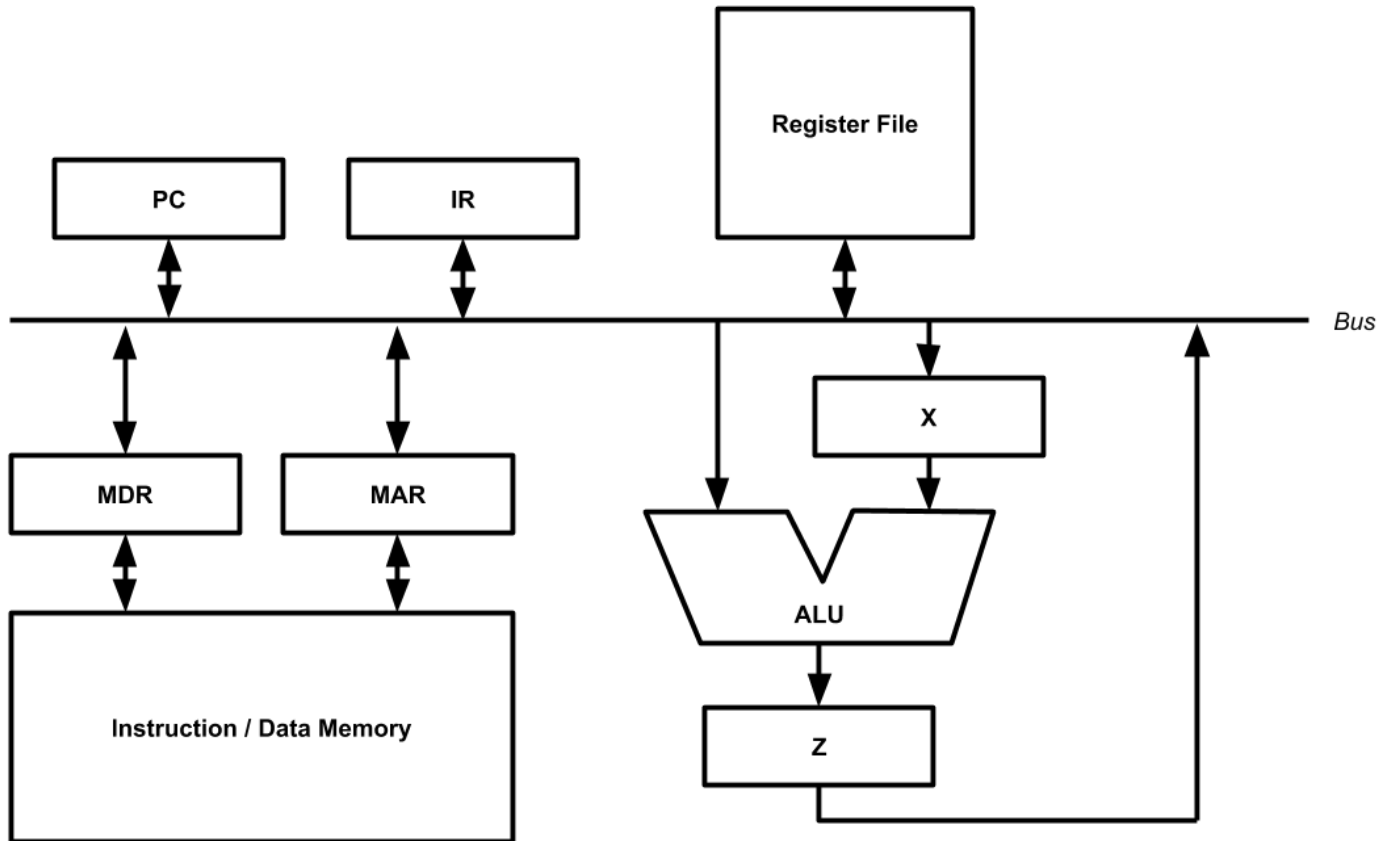 Register File
PC
IR
Bus
X
MDR
MAR
ALU
Instruction / Data Memory
Z